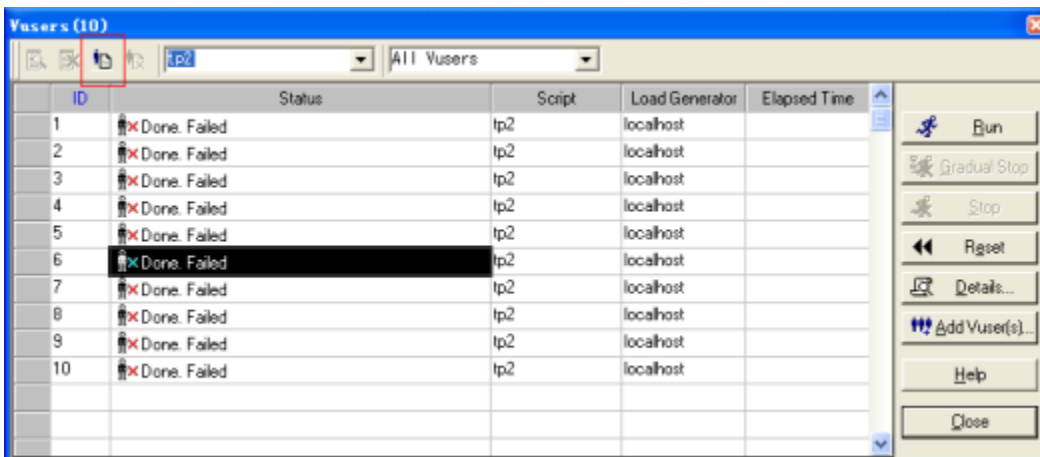 Vusers(10)
tp2 All Vusers
ID Status Script Load Generator Elapsed Time
1 Done. Failed tp2 localhost
2 Done. Failed tp2 localhost
3 Done. Failed tp2 localhost
4 Done. Failed tp2 localhost
5 Done. Failed tp2 localhost
6 Done. Failed tp2 localhost
7 Done. Failed tp2 localhost
8 Done. Failed tp2 localhost
9 Done. Failed tp2 localhost
10 Done. Failed tp2 localhost
Run
Gradual Stop
Stop
Reset
Details...
Add Vuser(s)...
Help
Close